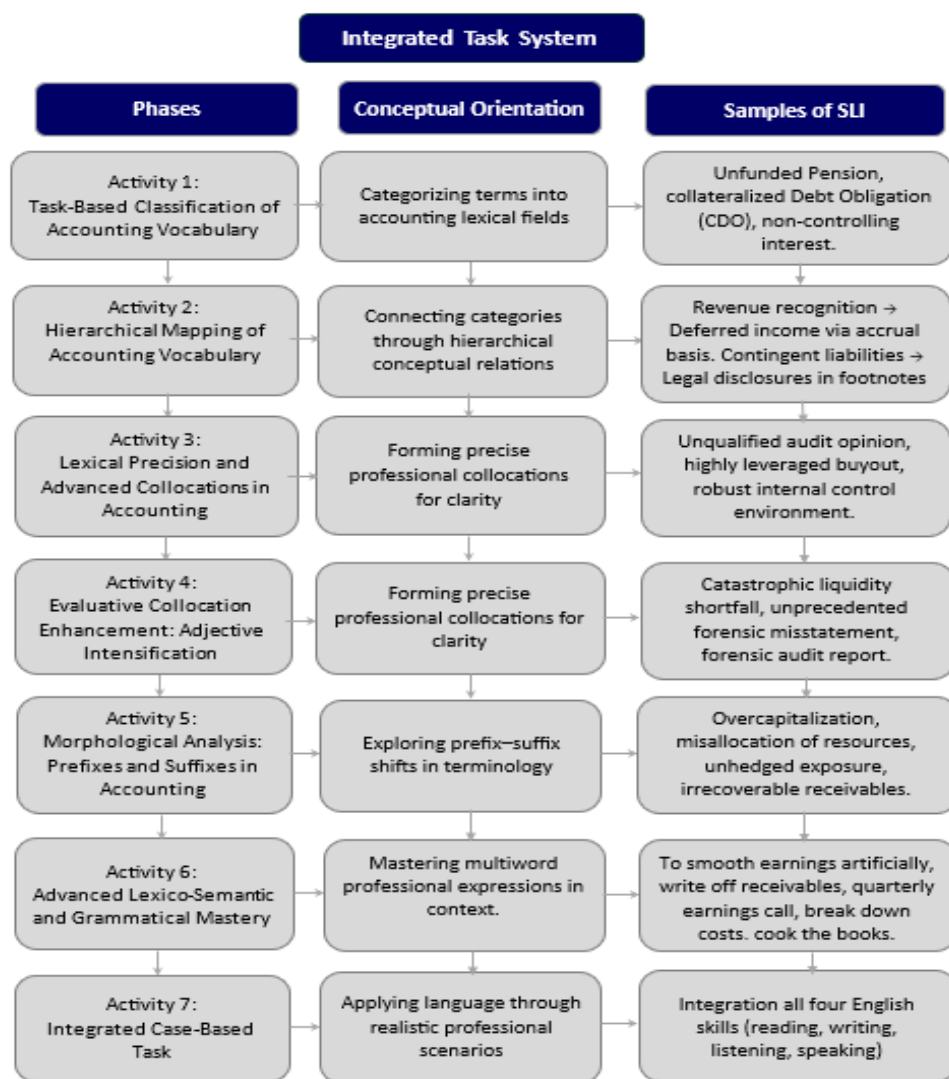 Integrated Task System
Phases
Conceptual Orientation
Samples of SLI
Activity 1:
Task-Based Classification of
Accounting Vocabulary
Categorizing terms into
accounting lexical fields
Unfunded Pension,
collateralized Debt Obligation
(CDO), non-controlling
interest.
Activity 2:
Hierarchical Mapping of
Accounting Vocabulary
Connecting categories
through hierarchical
conceptual relations
Revenue recognition →
Deferred income via accrual
basis. Contingent liabilities →
Legal disclosures in footnotes
Activity 3:
Lexical Precision and
Advanced Collocations in
Accounting
Forming precise
professional collocations
for clarity
Unqualified audit opinion,
highly leveraged buyout,
robust internal control
environment.
Activity 4:
Evaluative Collocation
Enhancement: Adjective
Intensification
Forming precise
professional collocations for
clarity
Catastrophic liquidity
shortfall, unprecedented
forensic misstatement,
forensic audit report.
Activity 5:
Morphological Analysis:
Prefixes and Suffixes in
Accounting
Exploring prefix–suffix
shifts in terminology
Overcapitalization,
misallocation of resources,
unhedged exposure,
irrecoverable receivables.
Activity 6:
Advanced Lexico-Semantic
and Grammatical Mastery
Mastering multiword
professional expressions in
context.
To smooth earnings artificially,
write off receivables, quarterly
earnings call, break down
costs. cook the books.
Activity 7:
Integrated Case-Based
Task
Applying language through
realistic professional
scenarios
Integration all four English
skills (reading, writing,
listening, speaking)